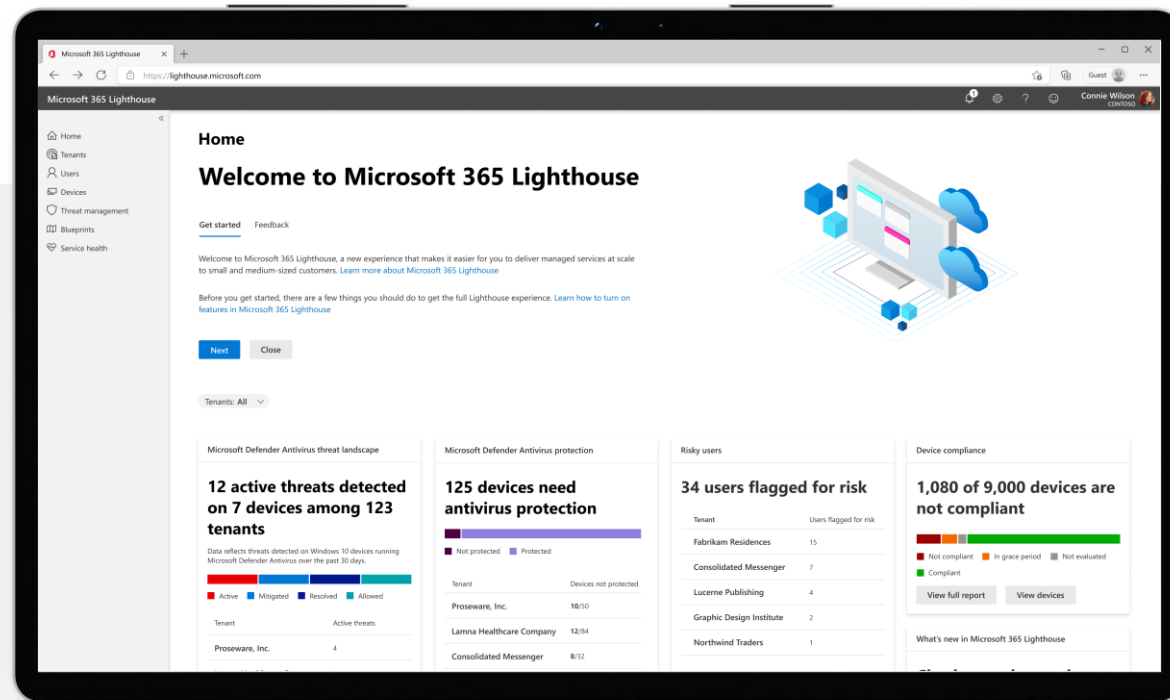 Microsoft 365 Lighthouse
https://lighthouse.microsoft.com
Guest
Microsoft 365 Lighthouse
1
Connie Wilson
CONTOSO
Home
Tenants
Users
Devices
Threat management
Blueprints
Service health
Home
Welcome to Microsoft 365 Lighthouse
Get started
Feedback
Welcome to Microsoft 365 Lighthouse, a new experience that makes it easier for you to deliver managed services at scale
to small and medium-sized customers. Learn more about Microsoft 365 Lighthouse
Before you get started, there are a few things you should do to get the full Lighthouse experience. Learn how to turn on
features in Microsoft 365 Lighthouse
Next
Close
Tenants: All
Microsoft Defender Antivirus threat landscape
12 active threats detected
on 7 devices among 123
tenants
Data reflects threats detected on Windows 10 devices running
Microsoft Defender Antivirus over the past 30 days.
Active Mitigated Resolved Allowed
Tenant Active threats
Proseware, Inc. 4
Microsoft Defender Antivirus protection
125 devices need
antivirus protection
Not protected Protected
Tenant Devices not protected
Proseware, Inc. 10/50
Lamna Healthcare Company 12/84
Consolidated Messenger 8/32
Risky users
34 users flagged for risk
Tenant Users flagged for risk
Fabrikam Residences 15
Consolidated Messenger 7
Lucerne Publishing 4
Graphic Design Institute 2
Northwind Traders 1
Device compliance
1,080 of 9,000 devices are
not compliant
Not compliant In grace period Not evaluated
Compliant
View full report
View devices
What's new in Microsoft 365 Lighthouse